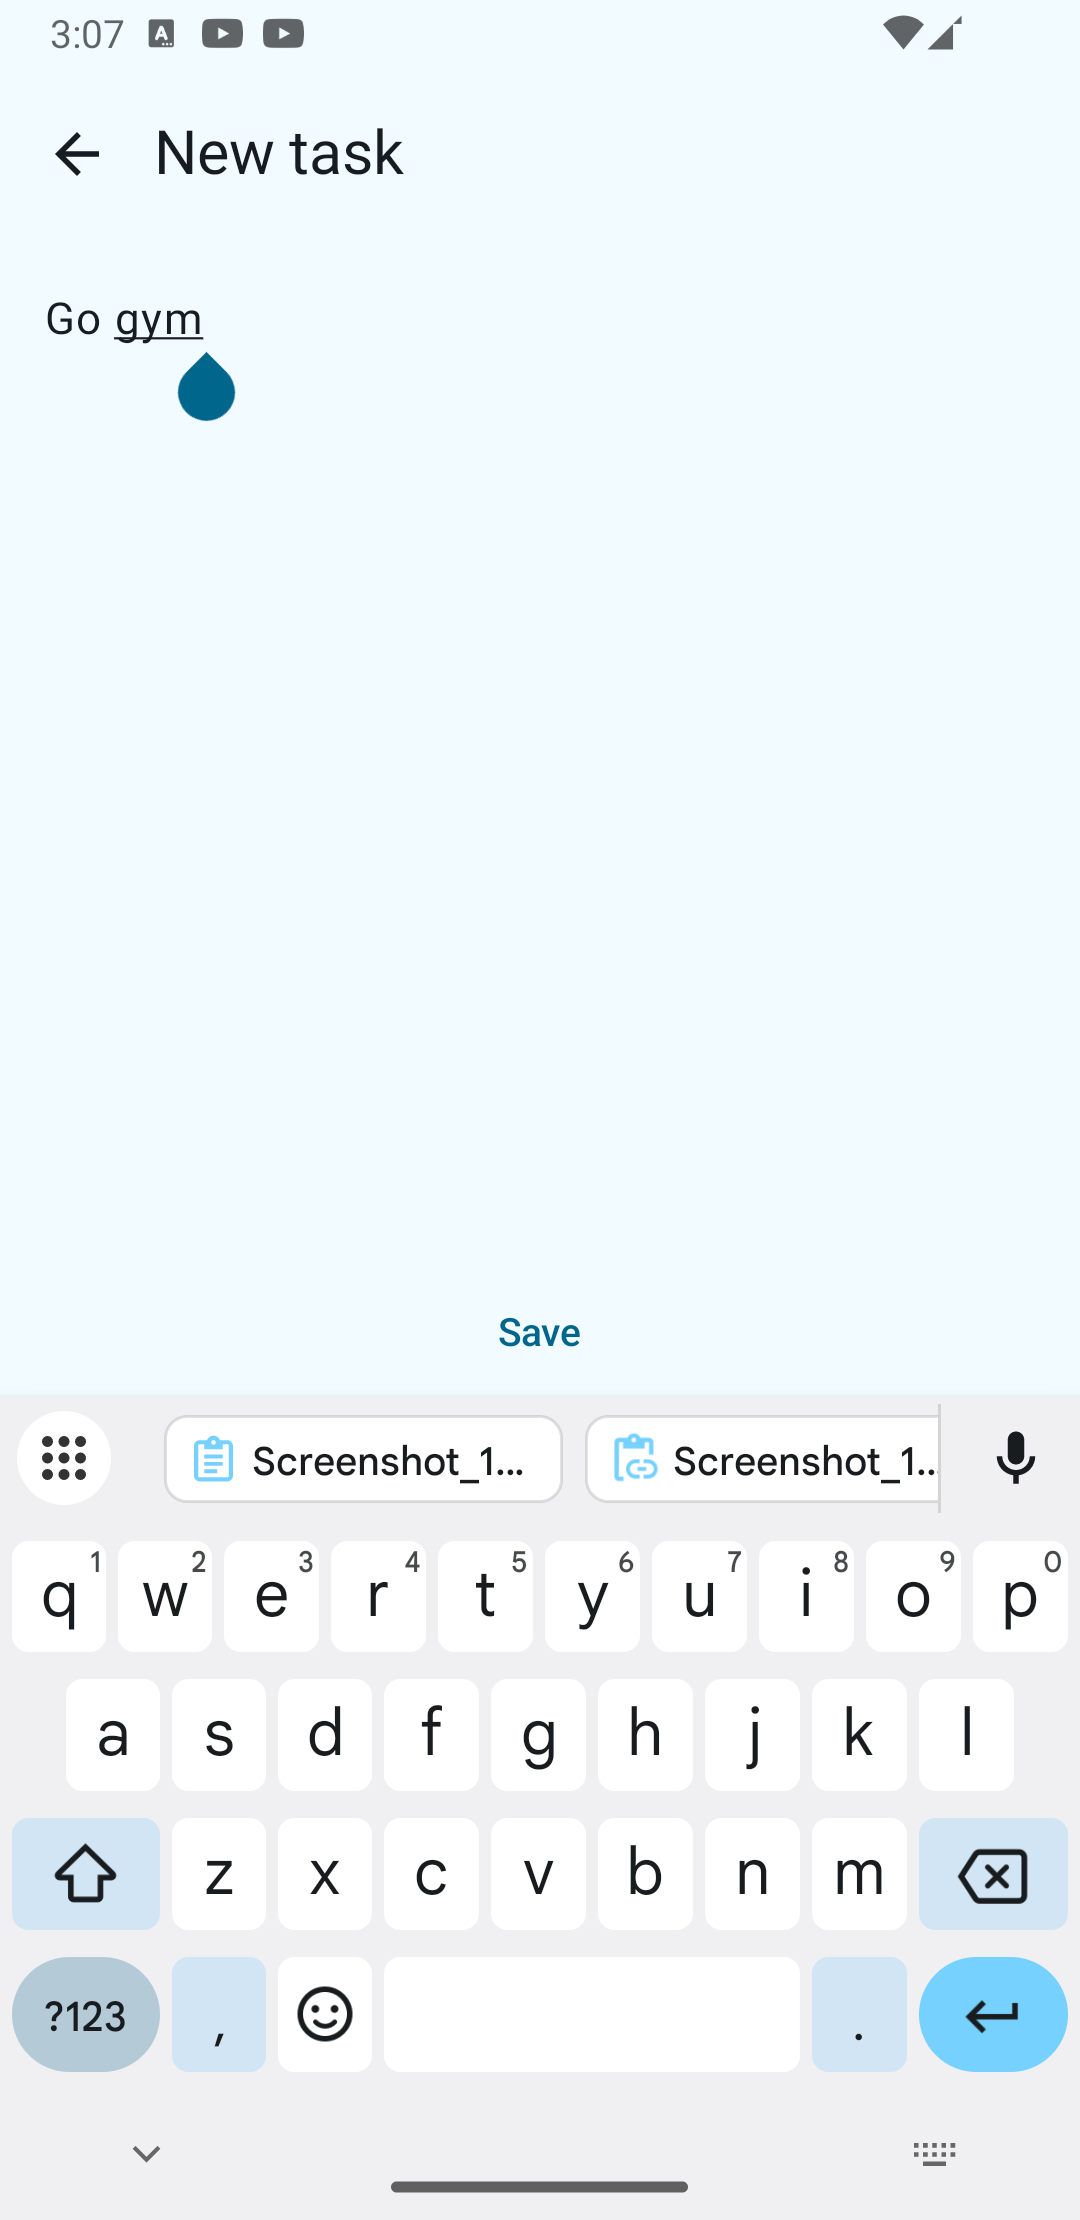 3:07
New task
Go gym
Save
Screenshot_1...
Screenshot_1...
q 1 w 2 e 3 r 4 t 5 y 6 u 7 i 8 o 9 p 0
a s d f g h j k l
z x c v b n m
?123 , .